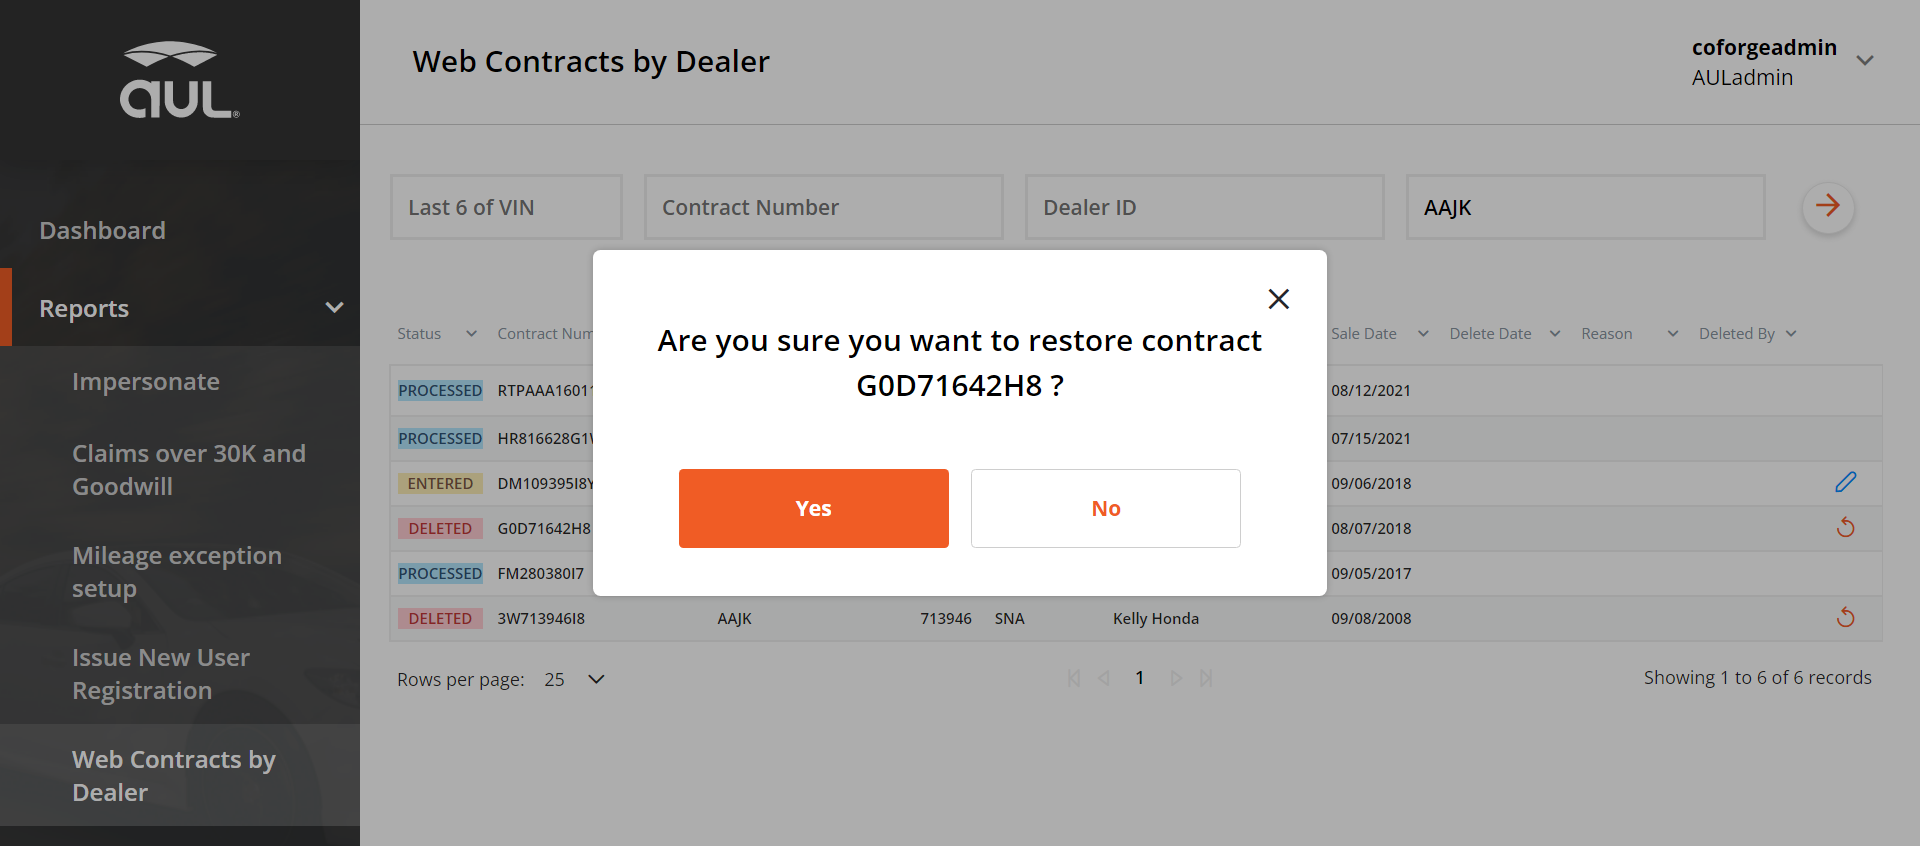 aUL®
Web Contracts by Dealer
coforgeadmin
AULadmin
Dashboard
Reports
Impersonate
Claims over 30K and
Goodwill
Mileage exception
setup
Issue New User
Registration
Web Contracts by
Dealer
Last 6 of VIN Contract Number Dealer ID AAJK
Are you sure you want to restore contract
G0D71642H8 ?
Yes No
Status Contract Num Sale Date Delete Date Reason Deleted By
PROCESSED RTPAAA16011 08/12/2021
PROCESSED HR816628G1 07/15/2021
ENTERED DM109395I8Y 09/06/2018
DELETED G0D71642H8 08/07/2018
PROCESSED FM280380I7 09/05/2017
DELETED 3W713946I8 AAJK 713946 SNA Kelly Honda 09/08/2008
Rows per page: 25 1 Showing 1 to 6 of 6 records